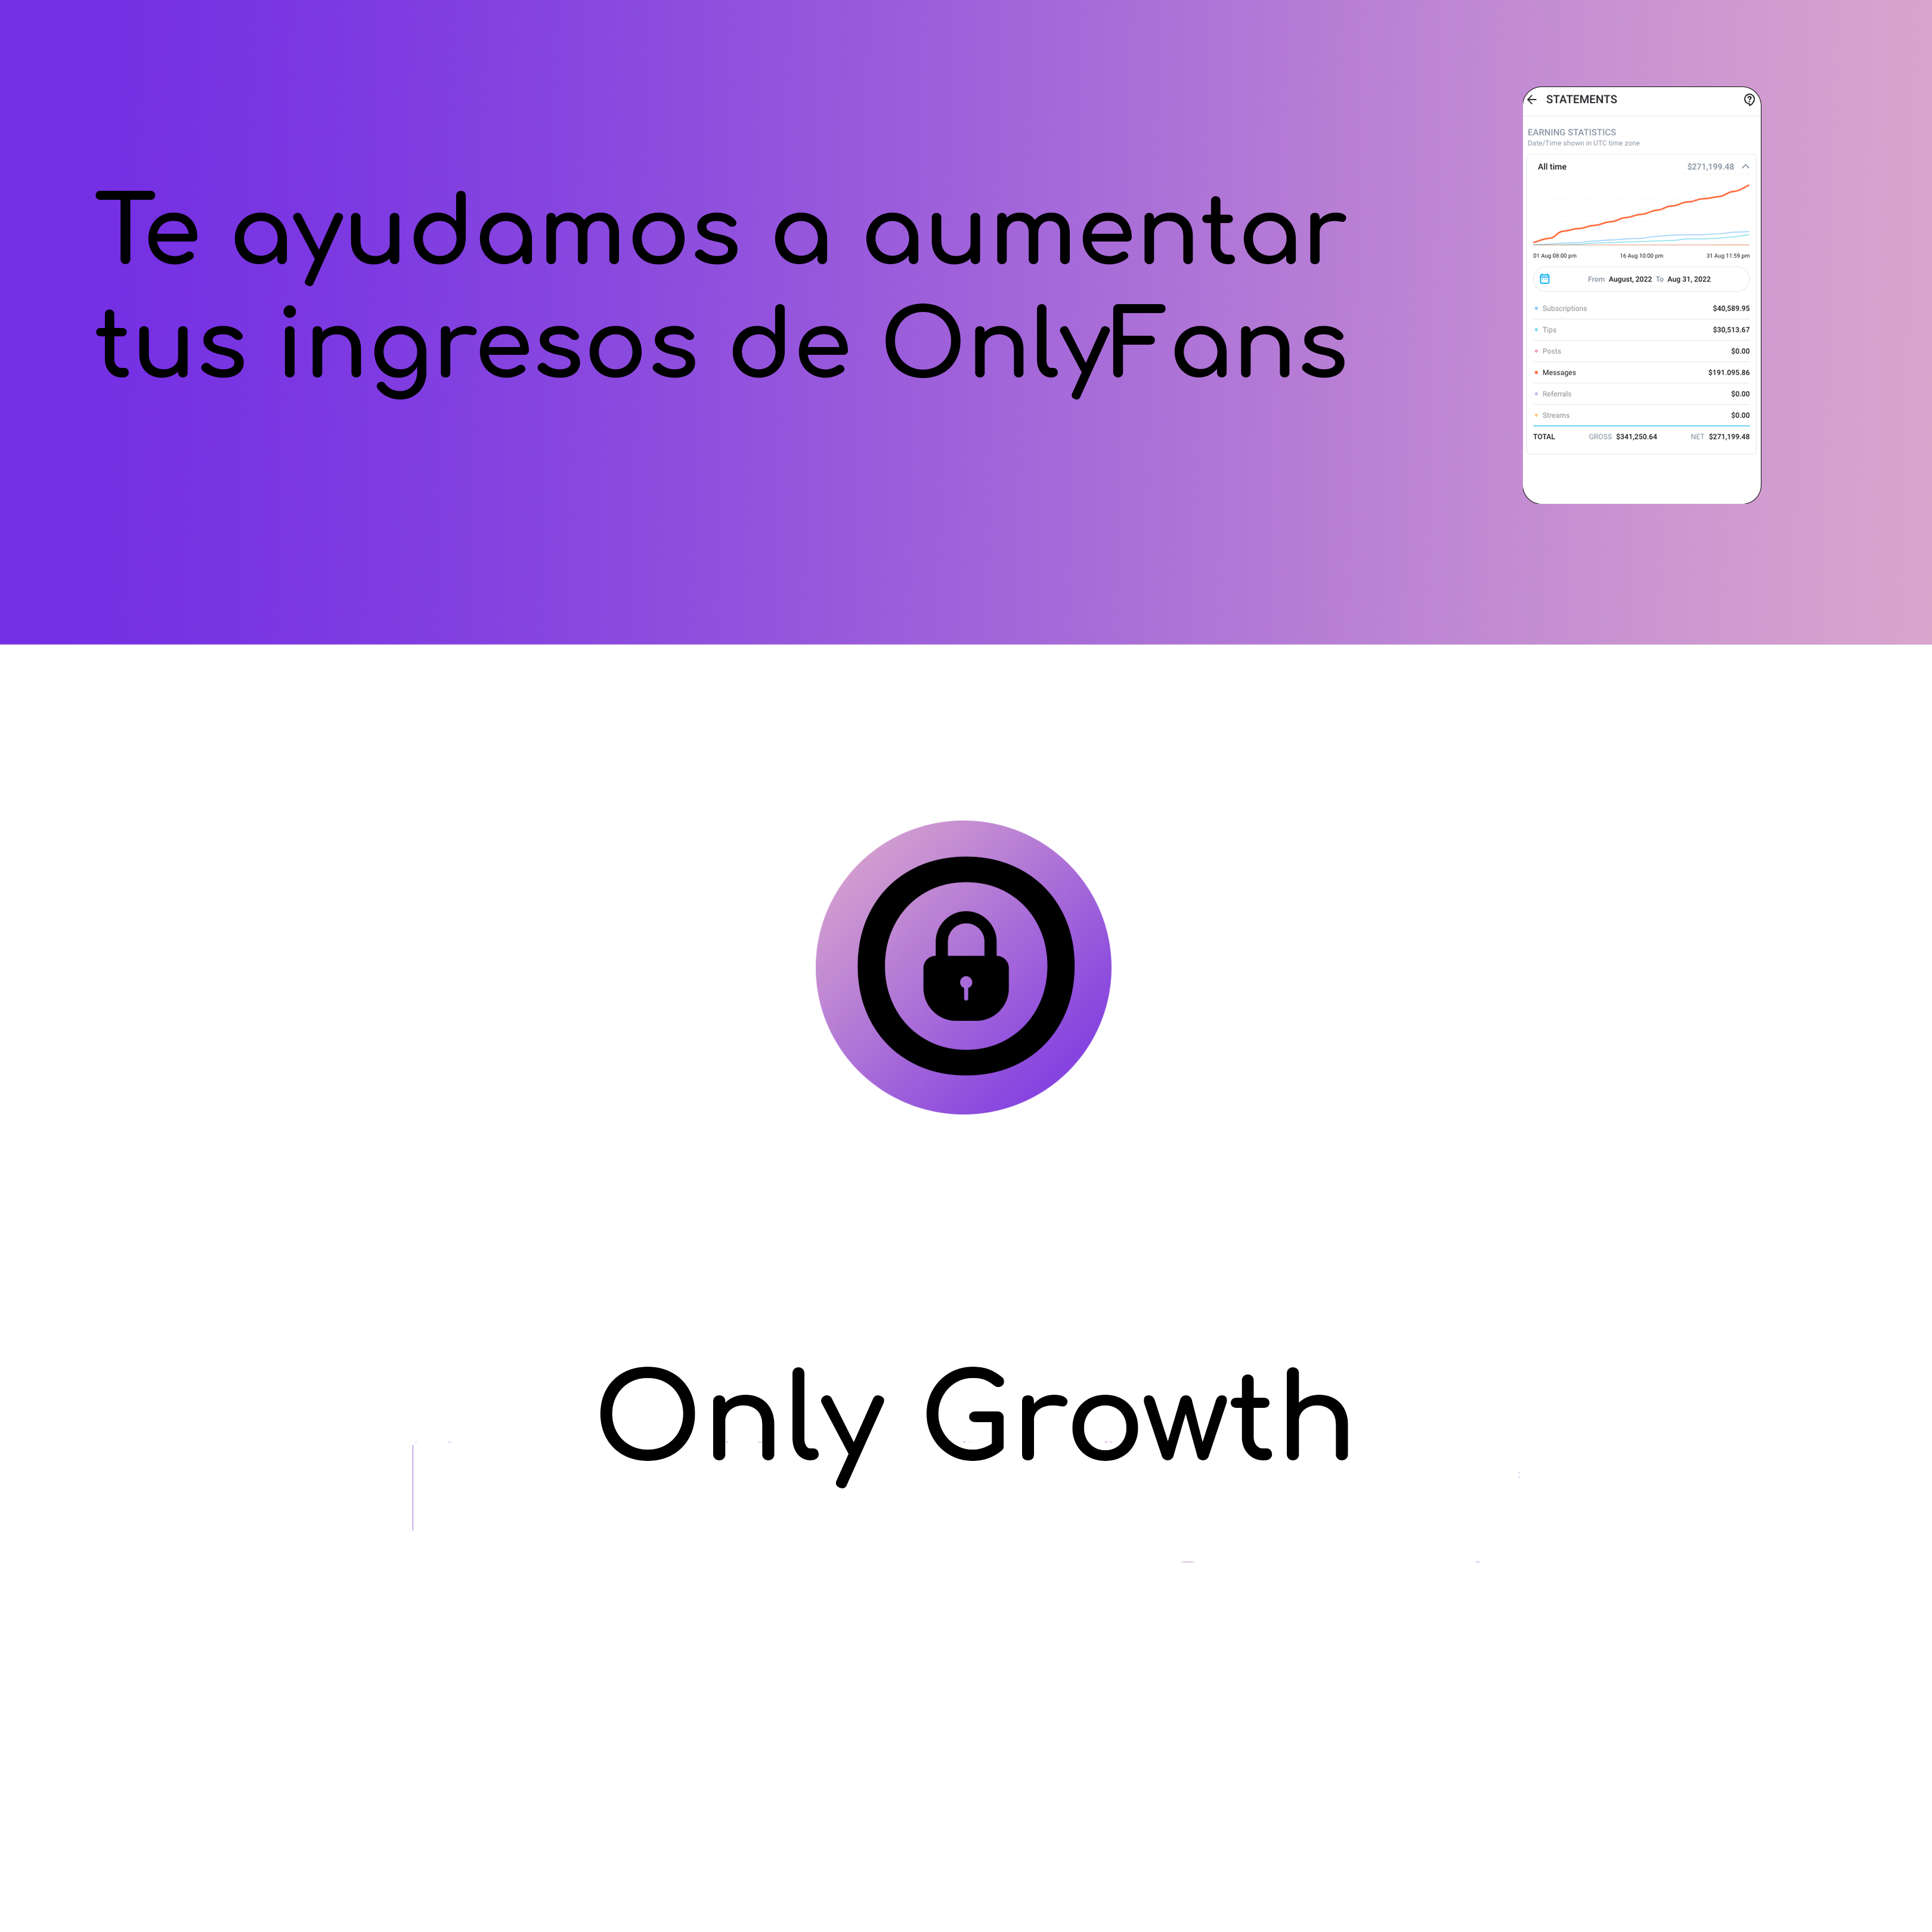 Te ayudamos a aumentar
tus ingresos de OnlyFans
STATEMENTS
EARNING STATISTICS
Date/Time shown in UTC time zone
All time $271,199.48
01 Aug 08:00 pm 16 Aug 10:00 pm 31 Aug 11:59 pm
From August, 2022 To Aug 31, 2022
Subscriptions $40,589.95
Tips $30,513.67
Posts $0.00
Messages $191.095.86
Referrals $0.00
Streams $0.00
TOTAL GROSS $341,250.64 NET $271,199.48
Only Growth